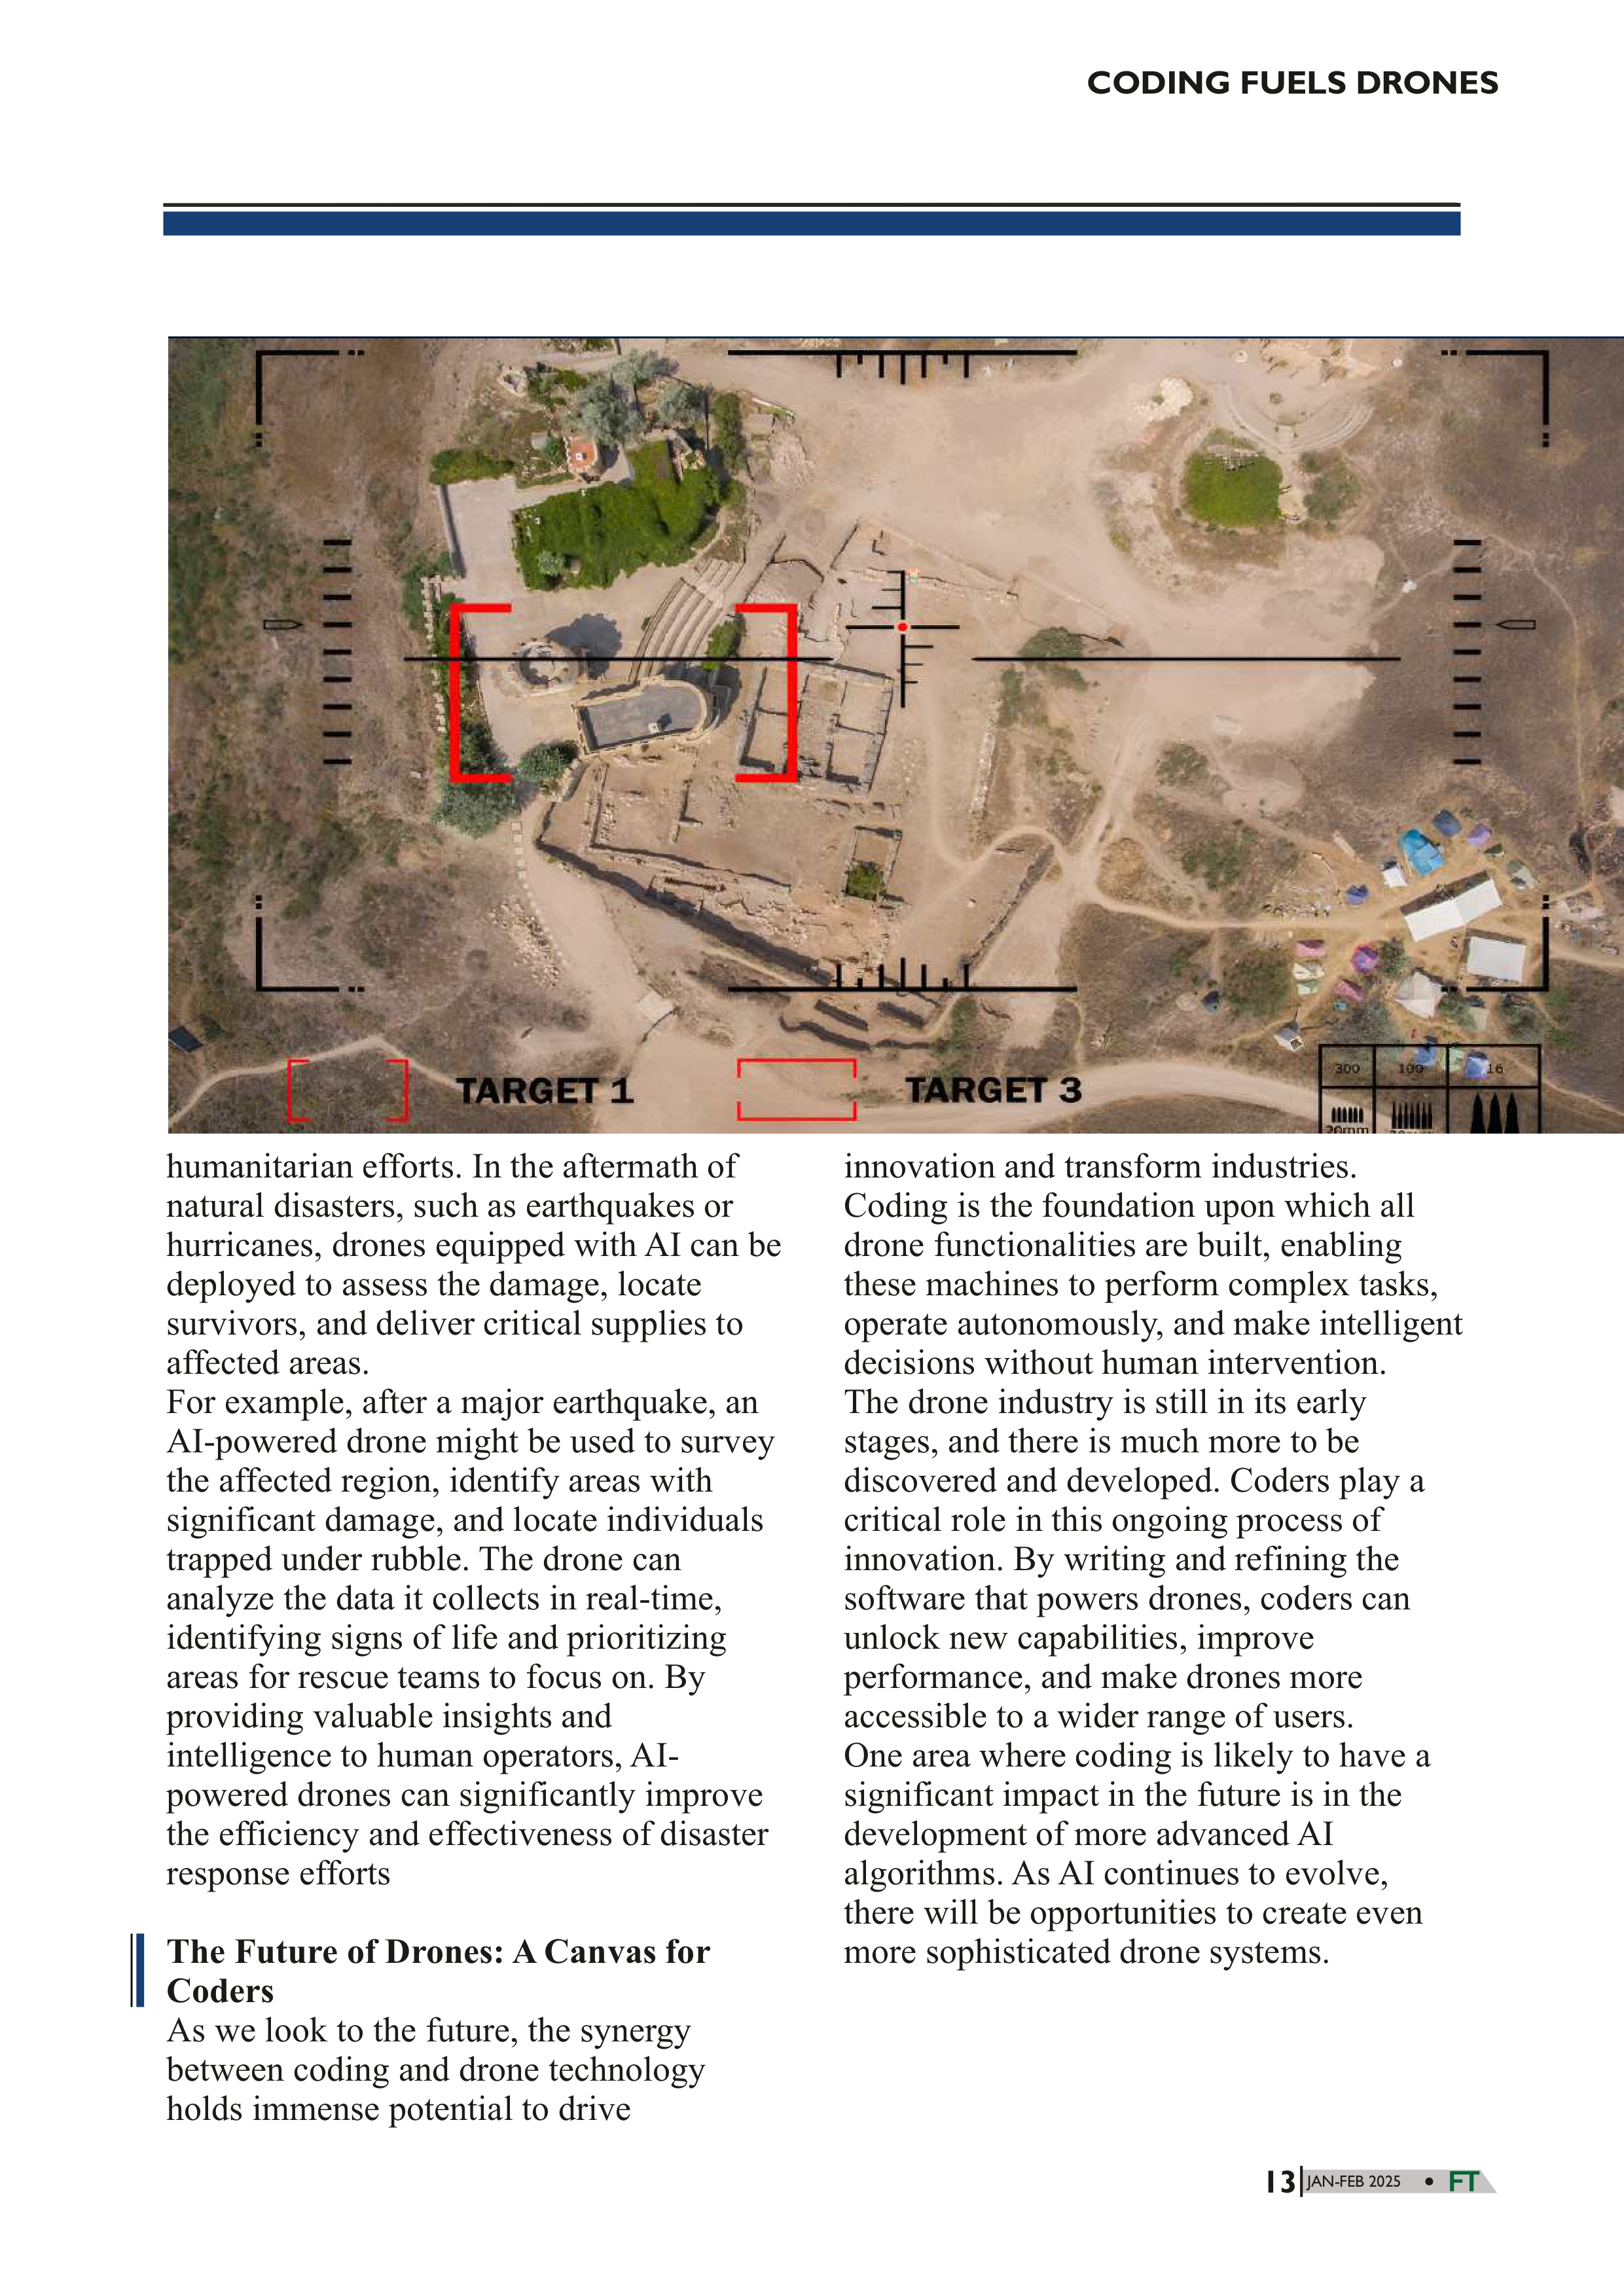 CODING FUELS DRONES
TARGET 1
TARGET 3
300
100
16
20mm
humanitarian efforts. In the aftermath of
natural disasters, such as earthquakes or
hurricanes, drones equipped with AI can be
deployed to assess the damage, locate
survivors, and deliver critical supplies to
affected areas.
For example, after a major earthquake, an
AI-powered drone might be used to survey
the affected region, identify areas with
significant damage, and locate individuals
trapped under rubble. The drone can
analyze the data it collects in real-time,
identifying signs of life and prioritizing
areas for rescue teams to focus on. By
providing valuable insights and
intelligence to human operators, AI-
powered drones can significantly improve
the efficiency and effectiveness of disaster
response efforts
The Future of Drones: A Canvas for
Coders
As we look to the future, the synergy
between coding and drone technology
holds immense potential to drive
innovation and transform industries.
Coding is the foundation upon which all
drone functionalities are built, enabling
these machines to perform complex tasks,
operate autonomously, and make intelligent
decisions without human intervention.
The drone industry is still in its early
stages, and there is much more to be
discovered and developed. Coders play a
critical role in this ongoing process of
innovation. By writing and refining the
software that powers drones, coders can
unlock new capabilities, improve
performance, and make drones more
accessible to a wider range of users.
One area where coding is likely to have a
significant impact in the future is in the
development of more advanced AI
algorithms. As AI continues to evolve,
there will be opportunities to create even
more sophisticated drone systems.
13 JAN-FEB 2025 • FT